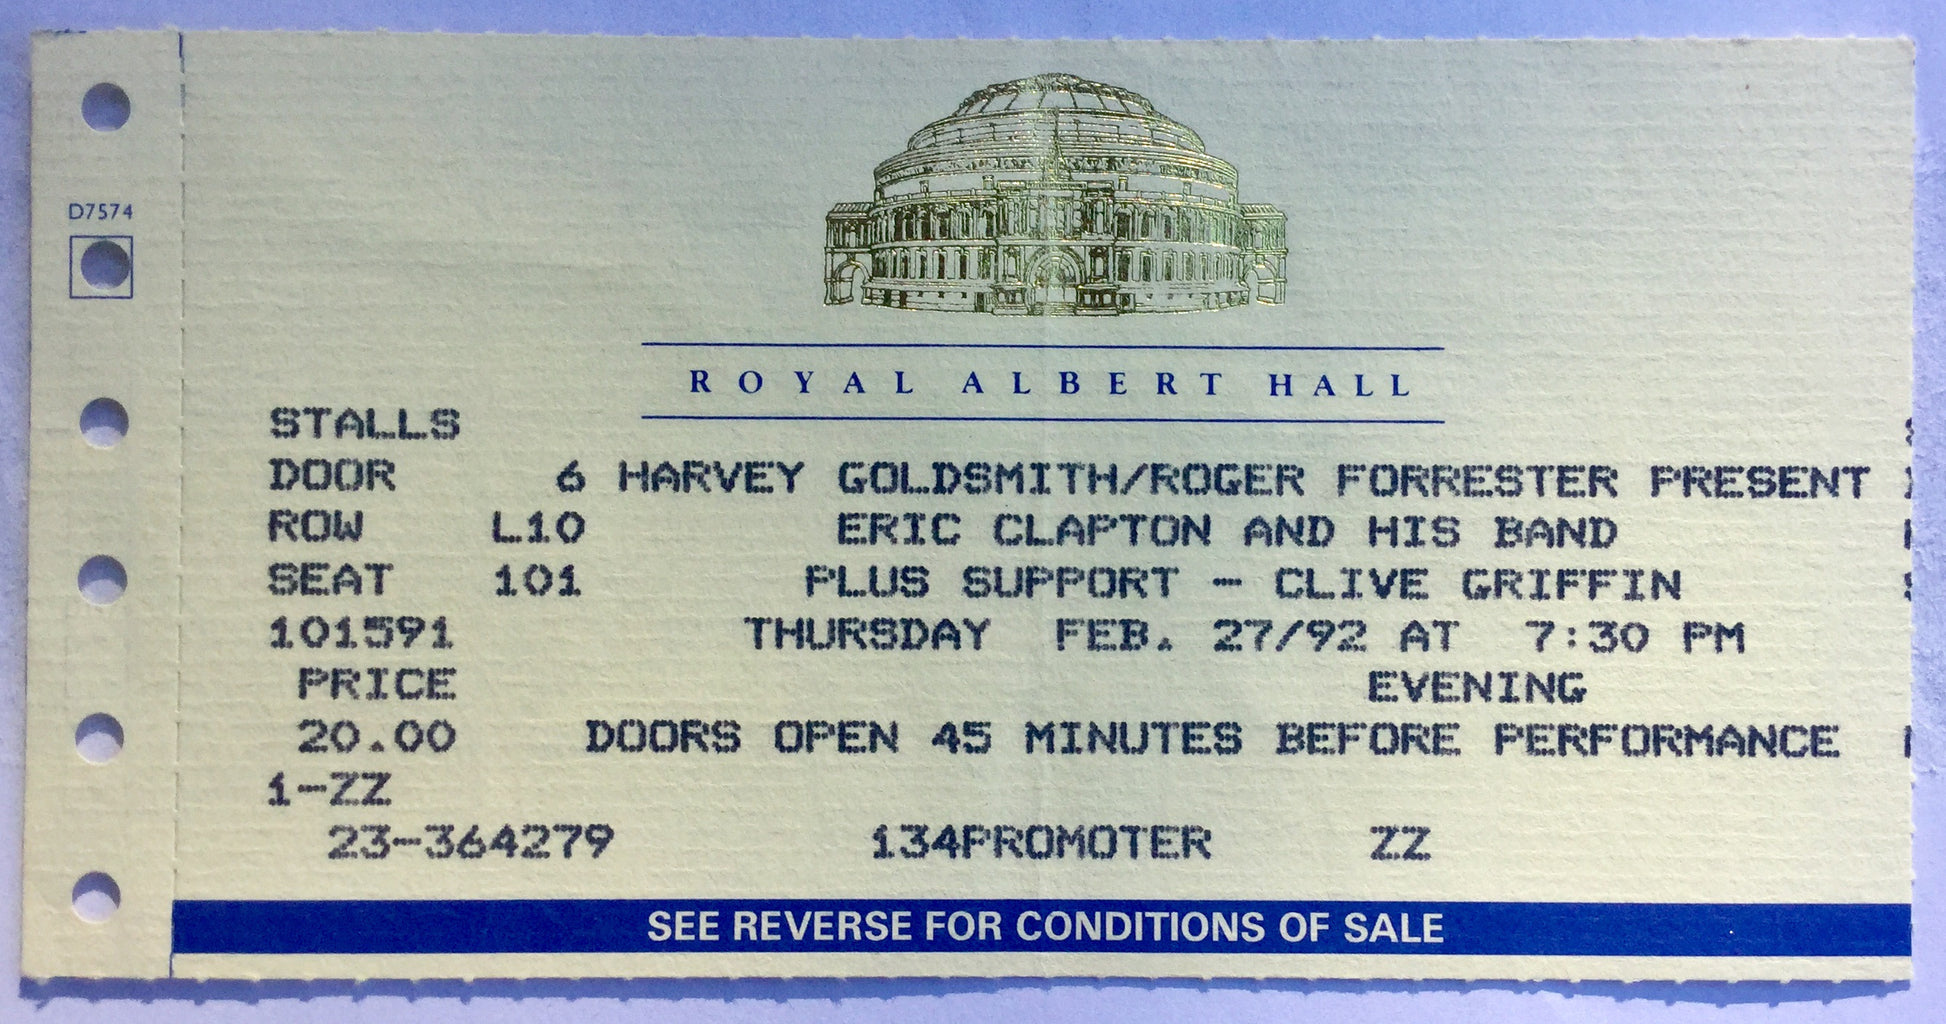 D7574
ROYAL ALBERT HALL
STALLS
DOOR 6 HARVEY GOLDSMITH/ROGER FORRESTER PRESENT
ROW L10 ERIC CLAPTON AND HIS BAND
SEAT 101 PLUS SUPPORT - CLIVE GRIFFIN
101591 THURSDAY FEB. 27/92 AT 7:30 PM
PRICE EVENING
20.00 DOORS OPEN 45 MINUTES BEFORE PERFORMANCE
1-ZZ
23-364279 134PROMOTER ZZ
SEE REVERSE FOR CONDITIONS OF SALE